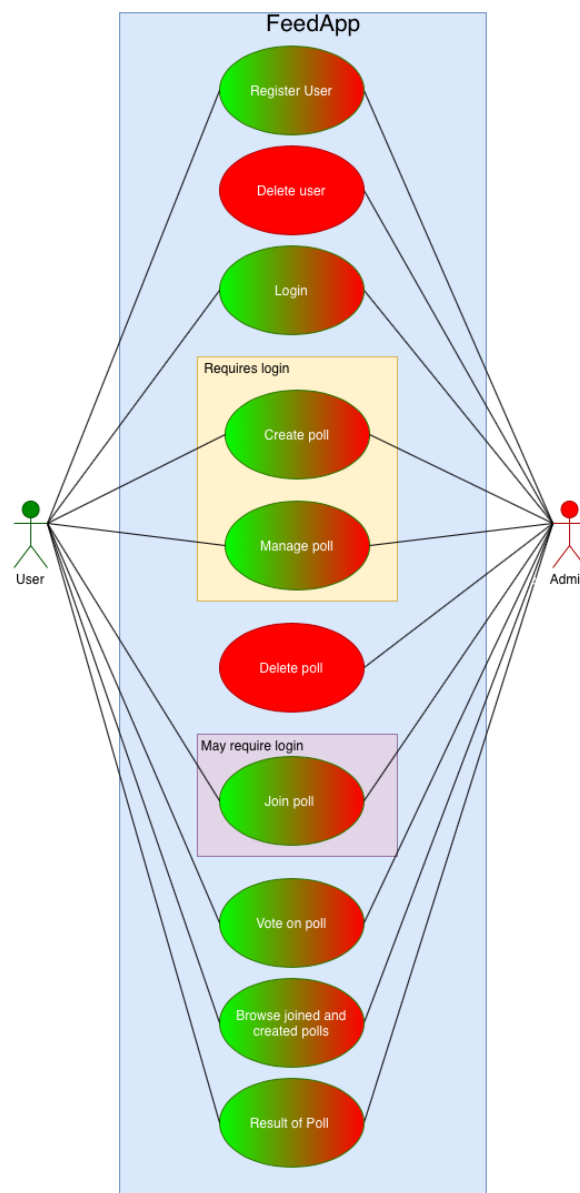 FeedApp
Register User
Delete user
Login
Requires login
Create poll
Manage poll
User
Admi
Delete poll
May require login
Join poll
Vote on poll
Browse joined and
created polls
Result of Poll